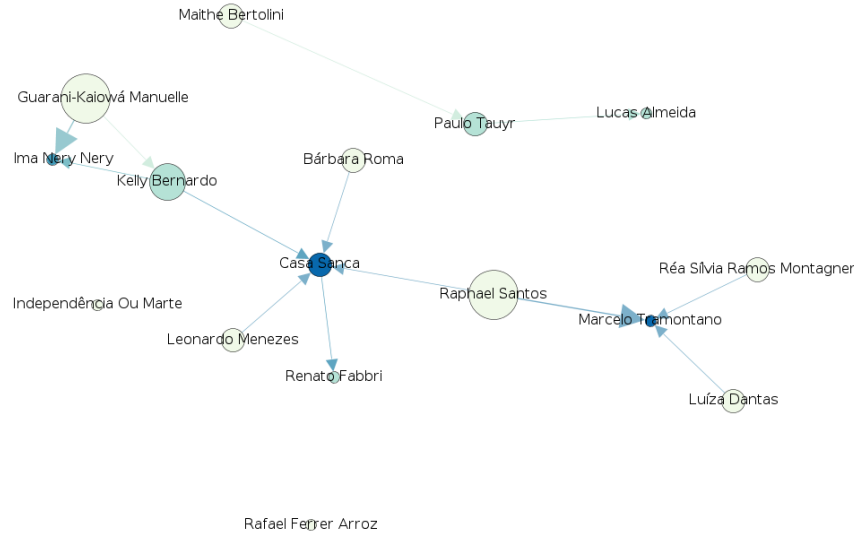 Maithe Bertolini
Guarani-Kaiowá Manuelle
Lucas Almeida
Paulo Tauyr
Ima Nery Nery
Bárbara Roma
Kelly Bernardo
Casa Sanca
Réa Sílvia Ramos Montagner
Raphael Santos
Independência Ou Marte
Marcelo Tramontano
Leonardo Menezes
Renato Fabbri
Luíza Dantas
Rafael Ferrer Arroz